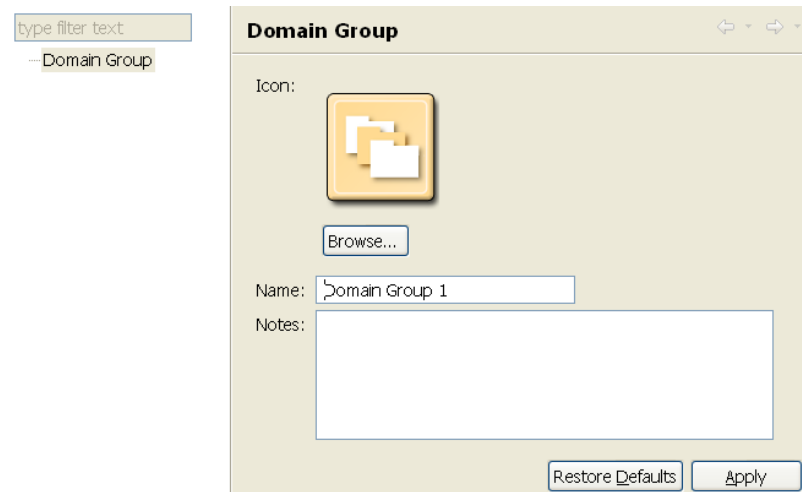 type filter text
Domain Group
Domain Group
Icon:
Browse...
Name: Domain Group 1
Notes:
Restore Defaults Apply